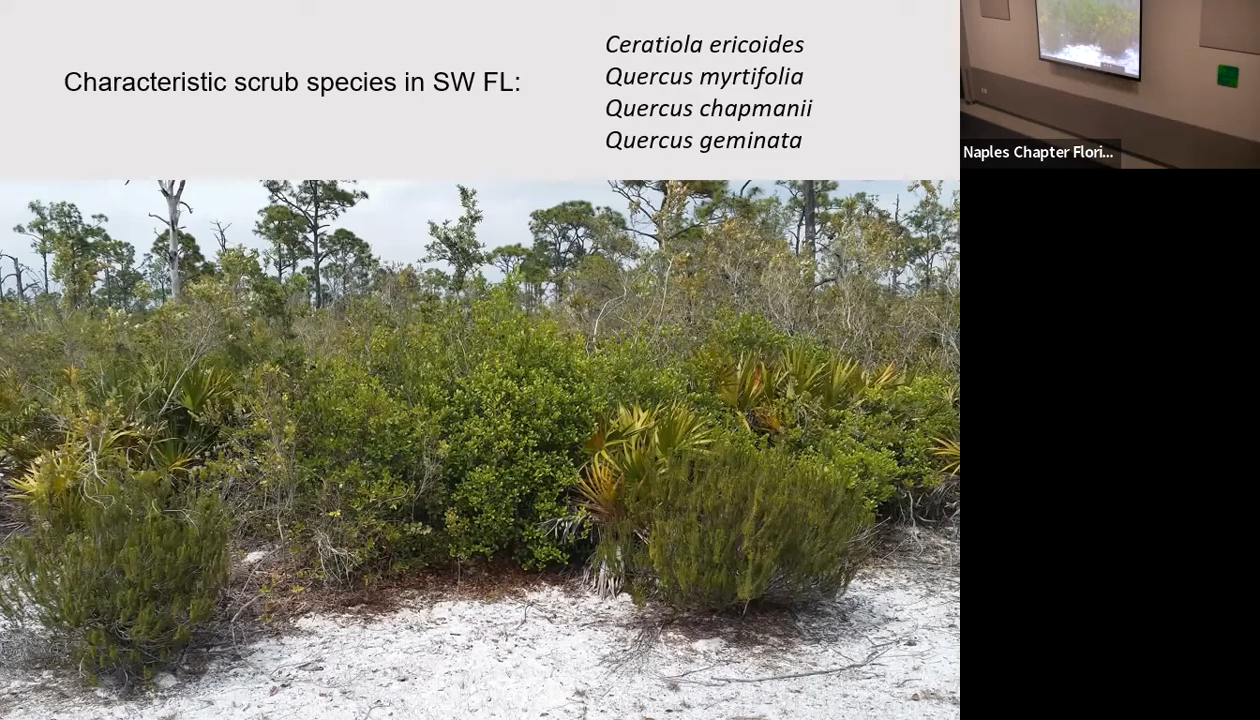 Characteristic scrub species in SW FL:
Ceratiola ericoides
Quercus myrtifolia
Quercus chapmanii
Quercus geminata
Naples Chapter Flori...